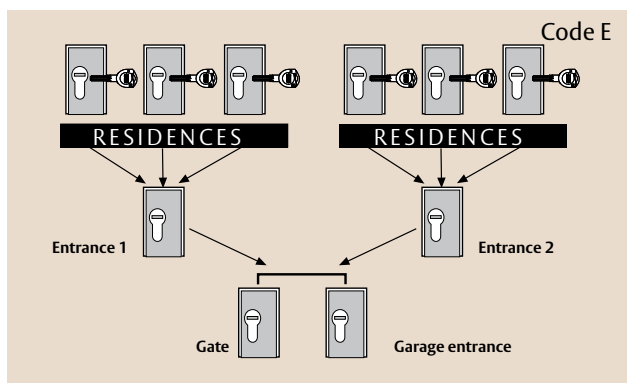 Code E
RESIDENCES
RESIDENCES
Entrance 1
Entrance 2
Gate
Garage entrance